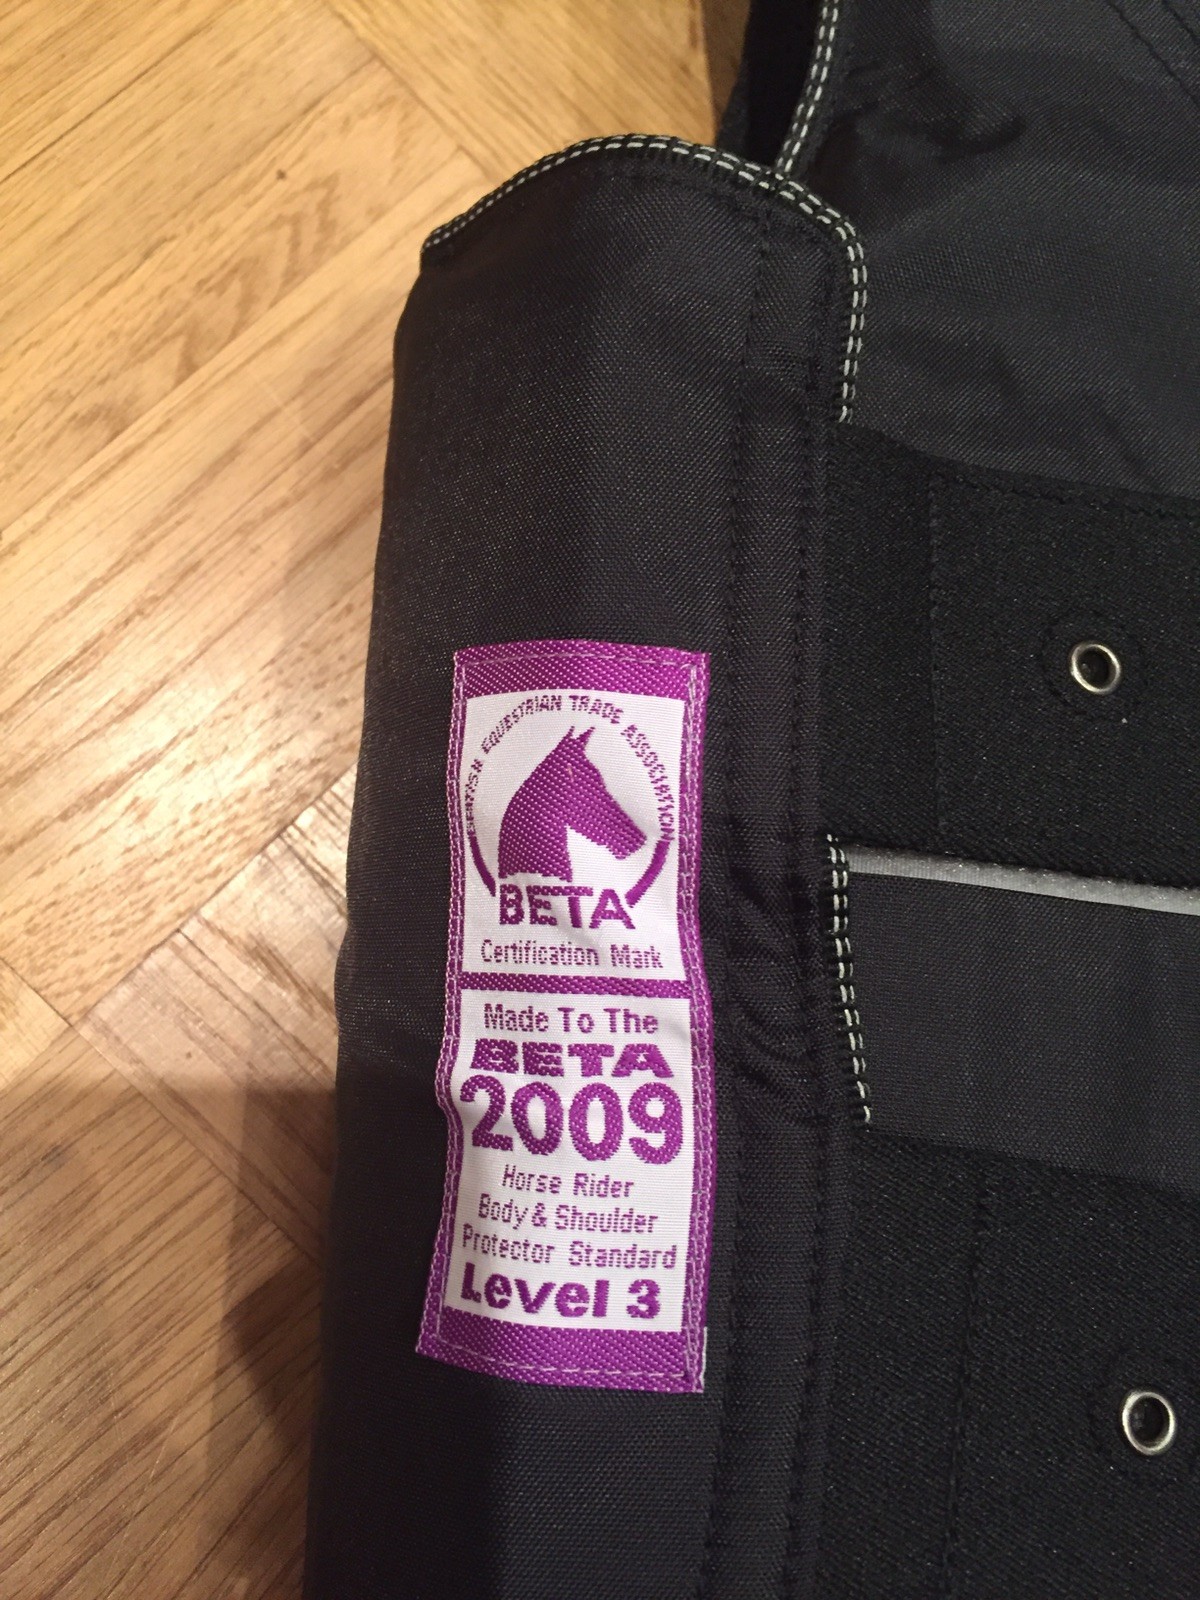 BRITISH EQUESTRIAN TRADE ASSOCIATION
BETA
Certification Mark
Made To The
BETA
2009
Horse Rider
Body & Shoulder
Protector Standard
Level 3